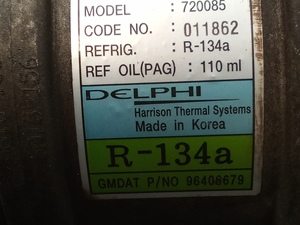 MODEL : 720085
CODE NO. : 011862
REFRIG. : R-134a
REF OIL(PAG) : 110 ml
DELPHI
Harrison Thermal Systems
Made in Korea
R-134a
GMDAT P/NO 96408679